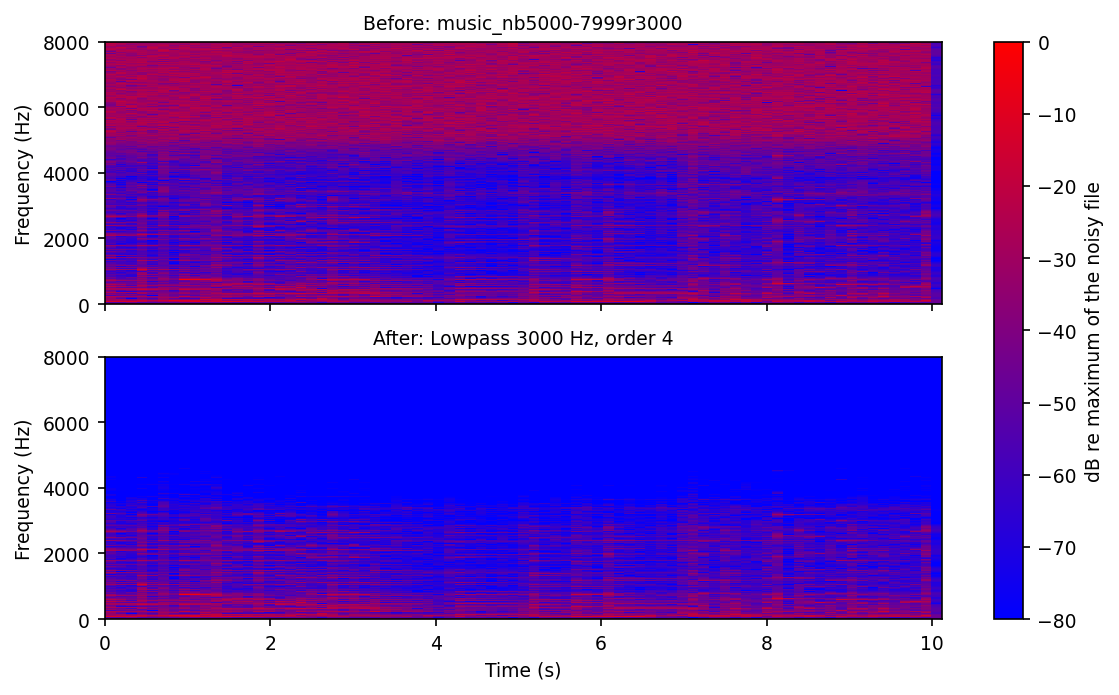 Before: music_nb5000-7999r3000
8000
6000
4000
2000
0
Frequency (Hz)
After: Lowpass 3000 Hz, order 4
8000
6000
4000
2000
0
Frequency (Hz)
0 2 4 6 8 10
Time (s)
0
−10
−20
−30
−40
−50
−60
−70
−80
dB re maximum of the noisy file